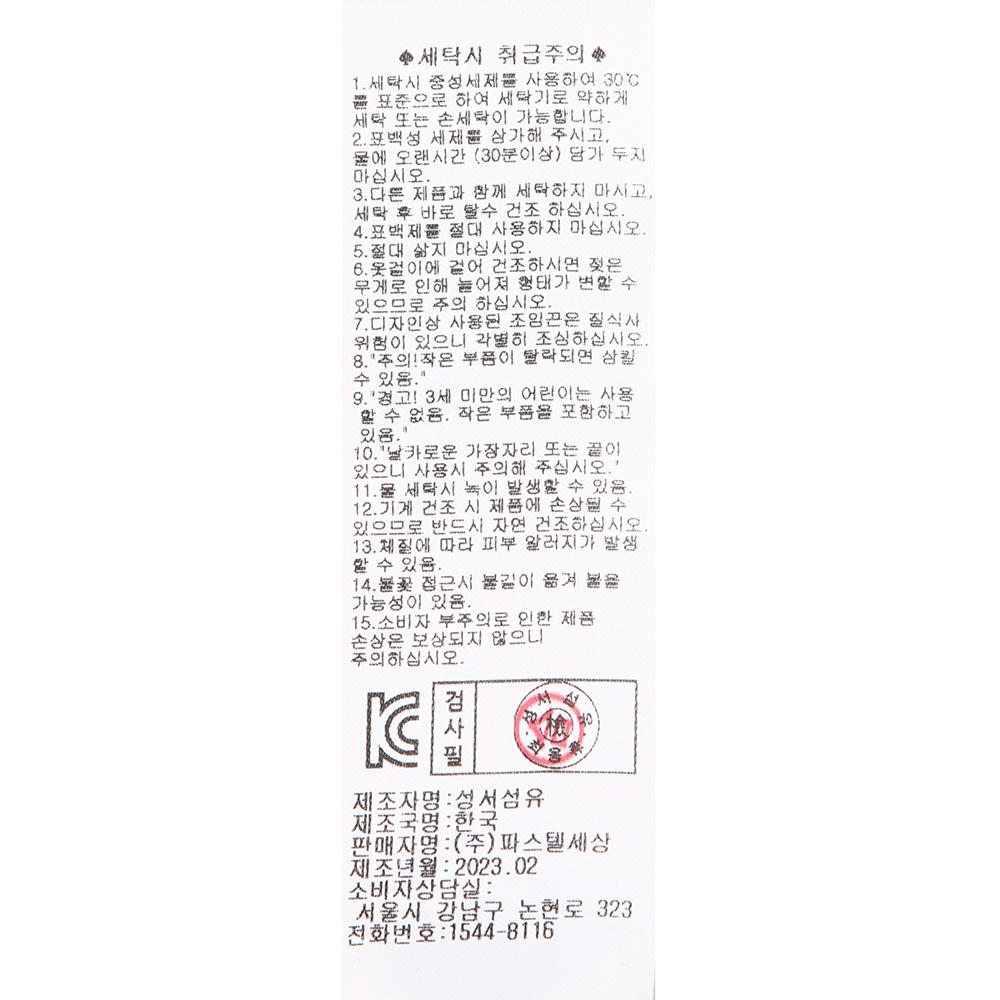 ♠세탁시 취급주의♠
1.세탁시 중성세제를 사용하여 30℃
를 표준으로 하여 세탁기로 약하게
세탁 또는 손세탁이 가능합니다.
2.표백성 세제를 삼가해 주시고,
물에 오랜시간 (30분이상) 담가 두지
마십시오.
3.다른 제품과 함께 세탁하지 마시고,
세탁 후 바로 탈수 건조 하십시오.
4.표백제를 절대 사용하지 마십시오.
5.절대 삶지 마십시오.
6.옷걸이에 걸어 건조하시면 젖은
무게로 인해 늘어져 형태가 변할 수
있으므로 주의 하십시오.
7.디자인상 사용된 조임끈은 질식사
위험이 있으니 각별히 조심하십시오.
8."주의!작은 부품이 탈락되면 삼킬
수 있음."
9."경고! 3세 미만의 어린이는 사용
할 수 없음. 작은 부품을 포함하고
있음."
10."날카로운 가장자리 또는 끝이
있으니 사용시 주의해 주십시오."
11.물 세탁시 녹이 발생할 수 있음.
12.기계 건조 시 제품에 손상될 수
있으므로 반드시 자연 건조하십시오.
13.체질에 따라 피부 알러지가 발생
할 수 있음.
14.불꽃 접근시 불길이 옮겨 붙을
가능성이 있음.
15.소비자 부주의로 인한 제품
손상은 보상되지 않으니
주의하십시오.
검사필
성서섬유
檢
제조자명:성서섬유
제조국명:한국
판매자명:(주)파스텔세상
제조년월:2023.02
소비자상담실:
서울시 강남구 논현로 323
전화번호:1544-8116